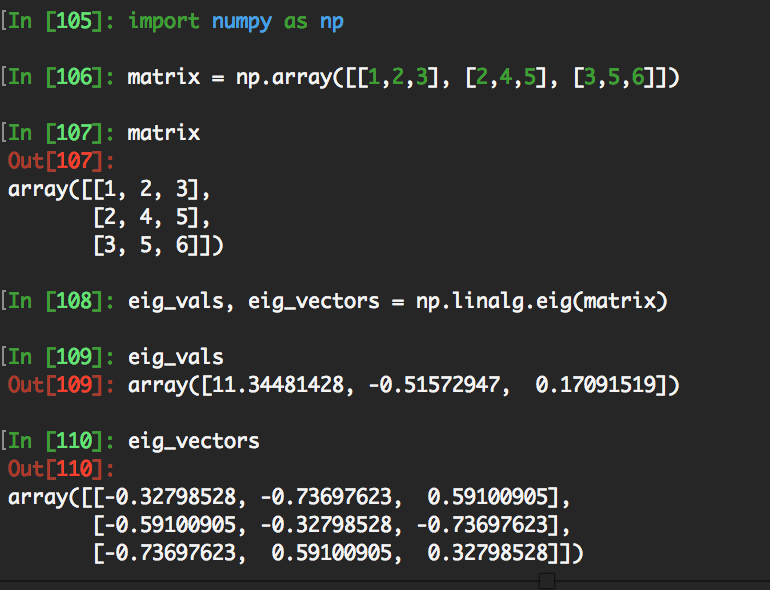 [In [105]: import numpy as np
[In [106]: matrix = np.array([[1,2,3], [2,4,5], [3,5,6]])
[In [107]: matrix
Out[107]:
array([[1, 2, 3],
       [2, 4, 5],
       [3, 5, 6]])
[In [108]: eig_vals, eig_vectors = np.linalg.eig(matrix)
[In [109]: eig_vals
Out[109]: array([11.34481428, -0.51572947,  0.17091519])
[In [110]: eig_vectors
Out[110]:
array([[-0.32798528, -0.73697623,  0.59100905],
       [-0.59100905, -0.32798528, -0.73697623],
       [-0.73697623,  0.59100905,  0.32798528]])